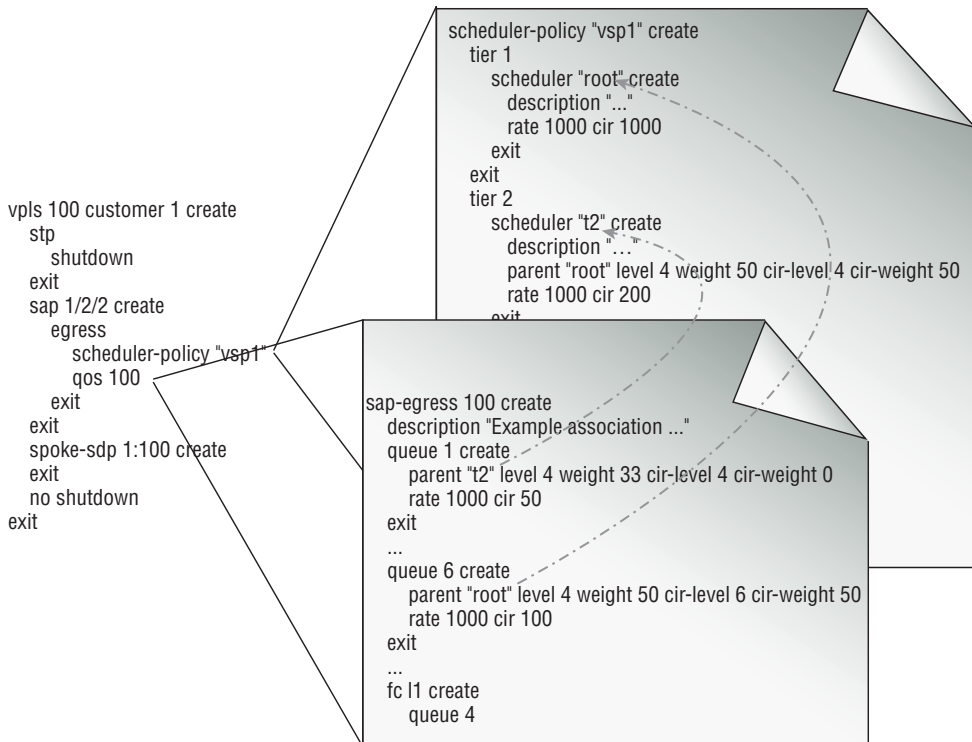 vpls 100 customer 1 create
stp
shutdown
exit
sap 1/2/2 create
egress
scheduler-policy "vsp1"
qos 100
exit
exit
spoke-sdp 1:100 create
exit
no shutdown
exit
scheduler-policy "vsp1" create
tier 1
scheduler "root" create
description "..."
rate 1000 cir 1000
exit
exit
tier 2
scheduler "t2" create
description "..."
parent "root" level 4 weight 50 cir-level 4 cir-weight 50
rate 1000 cir 200
exit
sap-egress 100 create
description "Example association ..."
queue 1 create
parent "t2" level 4 weight 33 cir-level 4 cir-weight 0
rate 1000 cir 50
exit
...
queue 6 create
parent "root" level 4 weight 50 cir-level 6 cir-weight 50
rate 1000 cir 100
exit
...
fc l1 create
queue 4